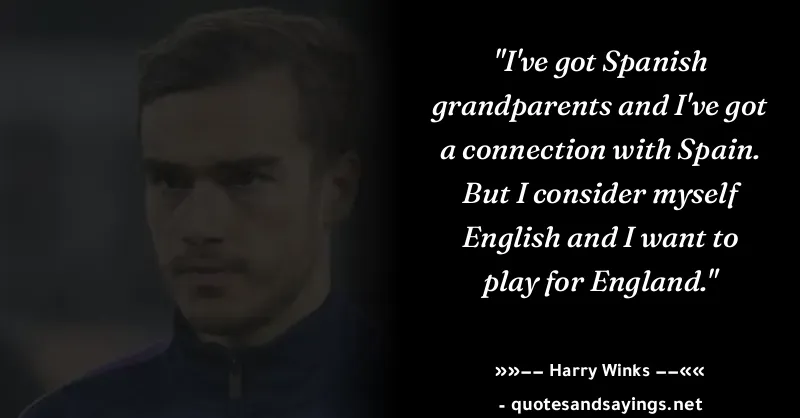 "I've got Spanish
grandparents and I've got
a connection with Spain.
But I consider myself
English and I want to
play for England."
»»−− Harry Winks −−««
- quotesandsayings.net